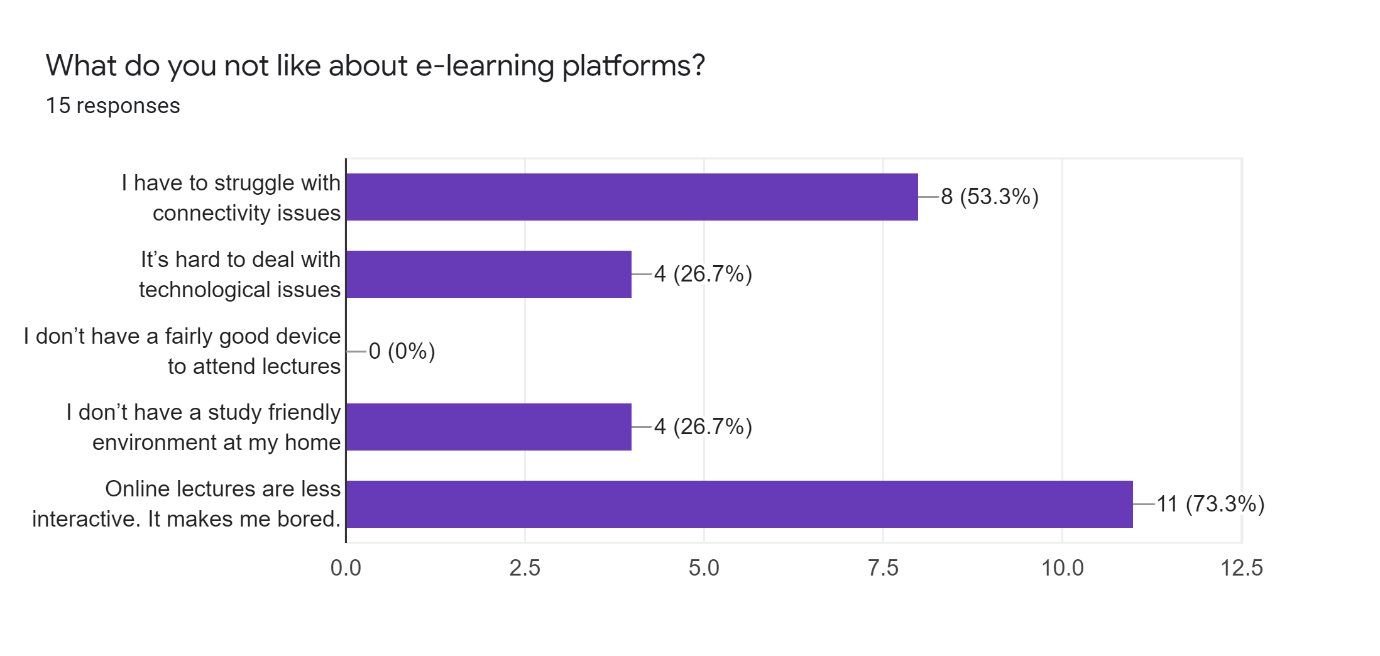 What do you not like about e-learning platforms?
15 responses
I have to struggle with
connectivity issues
8 (53.3%)
It’s hard to deal with
technological issues
4 (26.7%)
I don’t have a fairly good device
to attend lectures
0 (0%)
I don’t have a study friendly
environment at my home
4 (26.7%)
Online lectures are less
interactive. It makes me bored.
11 (73.3%)
0.0 2.5 5.0 7.5 10.0 12.5